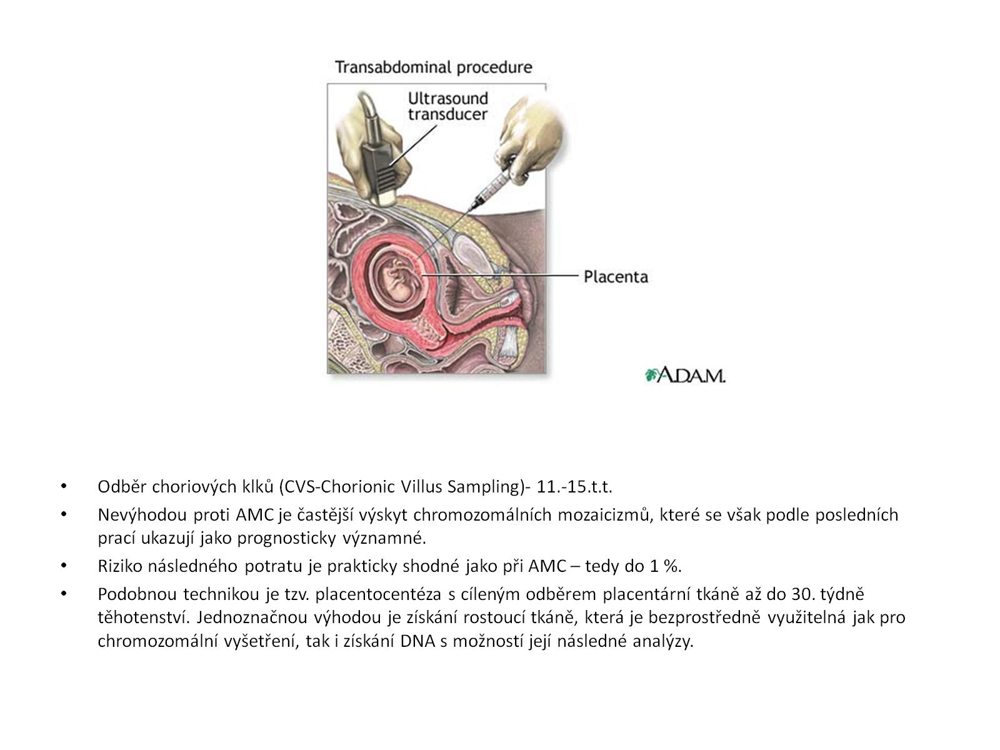 Transabdominal procedure
Ultrasound
transducer
Placenta
A.D.A.M.
• Odběr choriových klků (CVS-Chorionic Villus Sampling)- 11.-15.t.t.
• Nevýhodou proti AMC je častější výskyt chromozomálních mozaicizmů, které se však podle posledních
prací ukazují jako prognosticky významné.
• Riziko následného potratu je prakticky shodné jako při AMC – tedy do 1 %.
• Podobnou technikou je tzv. placentocentéza s cíleným odběrem placentární tkáně až do 30. týdně
těhotenství. Jednoznačnou výhodou je získání rostoucí tkáně, která je bezprostředně využitelná jak pro
chromozomální vyšetření, tak i získání DNA s možností její následné analýzy.